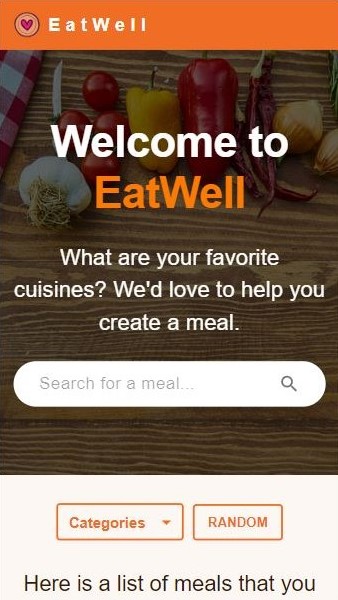 EatWell
Welcome to
EatWell
What are your favorite
cuisines? We'd love to help you
create a meal.
Search for a meal...
Categories
RANDOM
Here is a list of meals that you